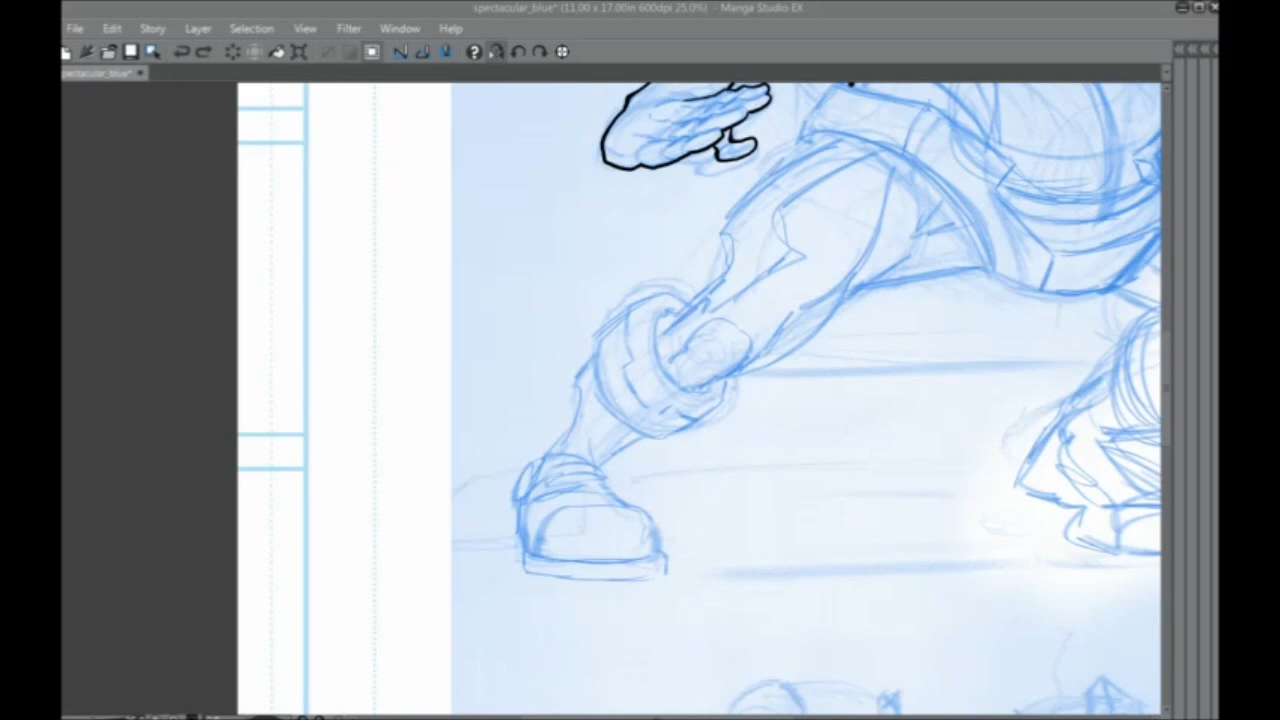 spectacular_blue* (11.00 x 17.00in 600dpi 25.0%) - Manga Studio EX
File Edit Story Layer Selection View Filter Window Help
pectacular_blue*